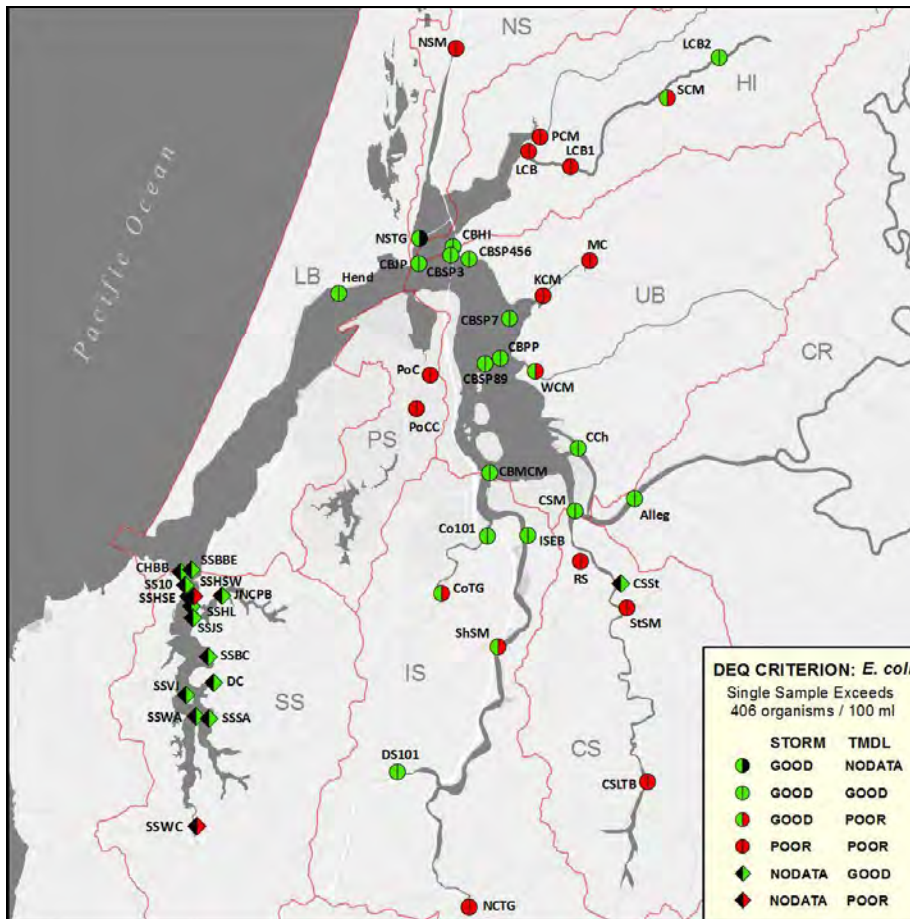 NS
NSM
LCB2
HI
SCM
PCM
LCB
LCB1
Pacific Ocean
NSTG
CBHI
CBSP456
MC
CBJP
CBSP3
LB
Hend
KCM
UB
CBSP7
CR
CBPP
PoC
CBSP89
WCM
PoCC
PS
CCh
CBMCM
CSM
Alleg
Co101
ISEB
SSBBE
CHBB
RS
SS10
SSHSW
CSSt
SSHSE
JNCPB
CoTG
SSHL
StSM
SSJS
ShSM
SSBC
IS
DC
SSVJ
SS
SSWA
SSSA
CS
DS101
CSLTB
SSWC
NCTG
DEQ CRITERION: E. coli
Single Sample Exceeds
406 organisms / 100 ml
STORM TMDL
GOOD NODATA
GOOD GOOD
GOOD POOR
POOR POOR
NODATA GOOD
NODATA POOR